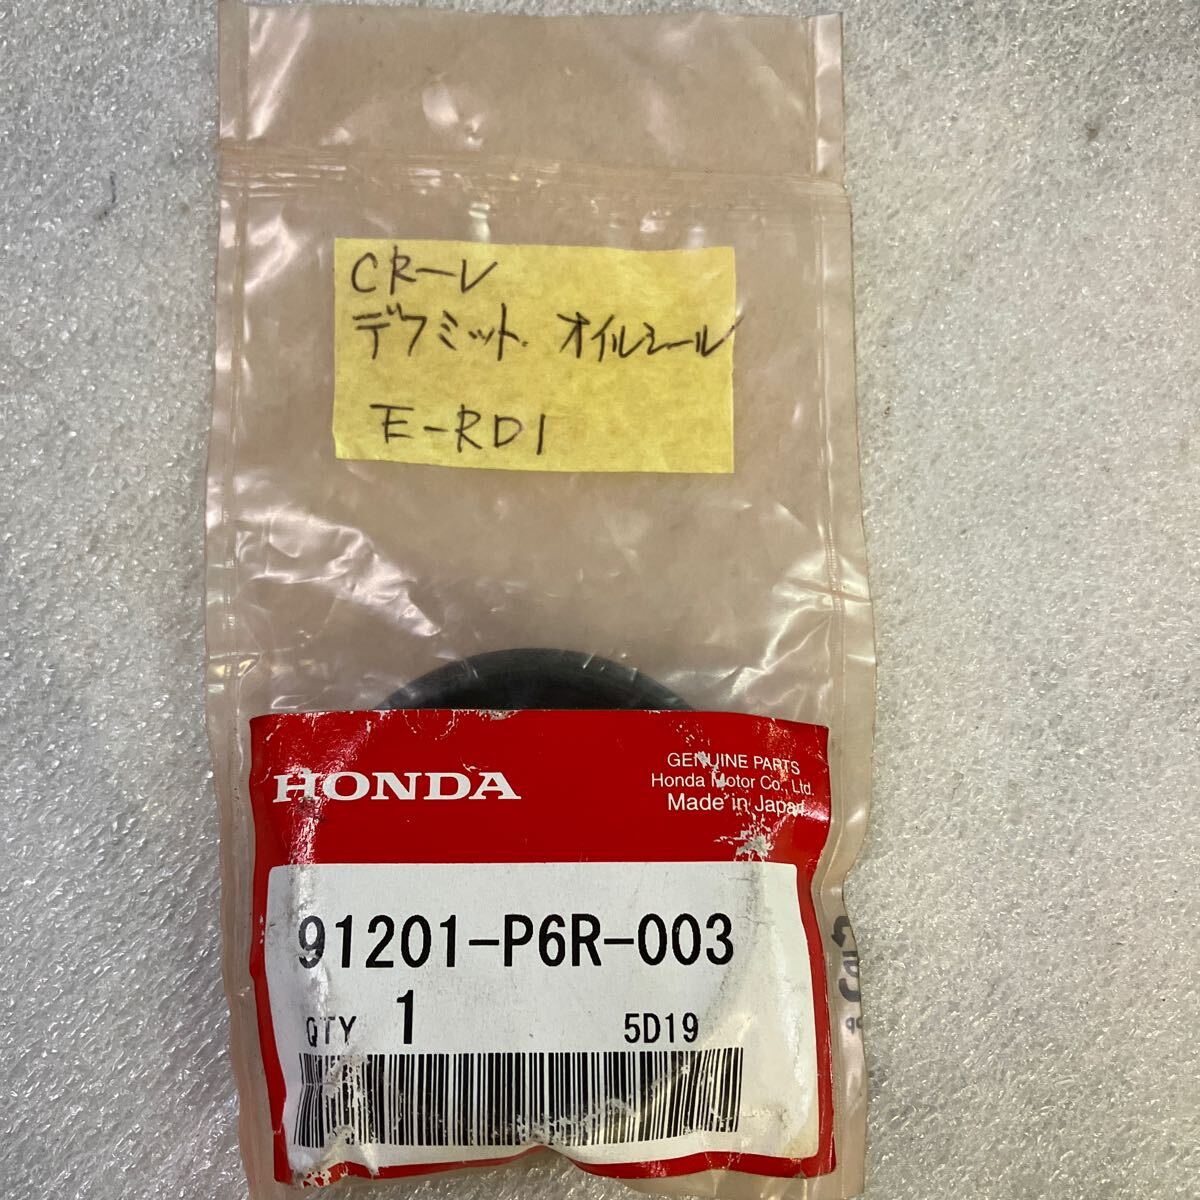 CR-V
デフミット. オイルシール
E-RD1
HONDA
GENUINE PARTS
Honda Motor Co., Ltd.
Made in Japan.
91201-P6R-003
QTY 1 5D19